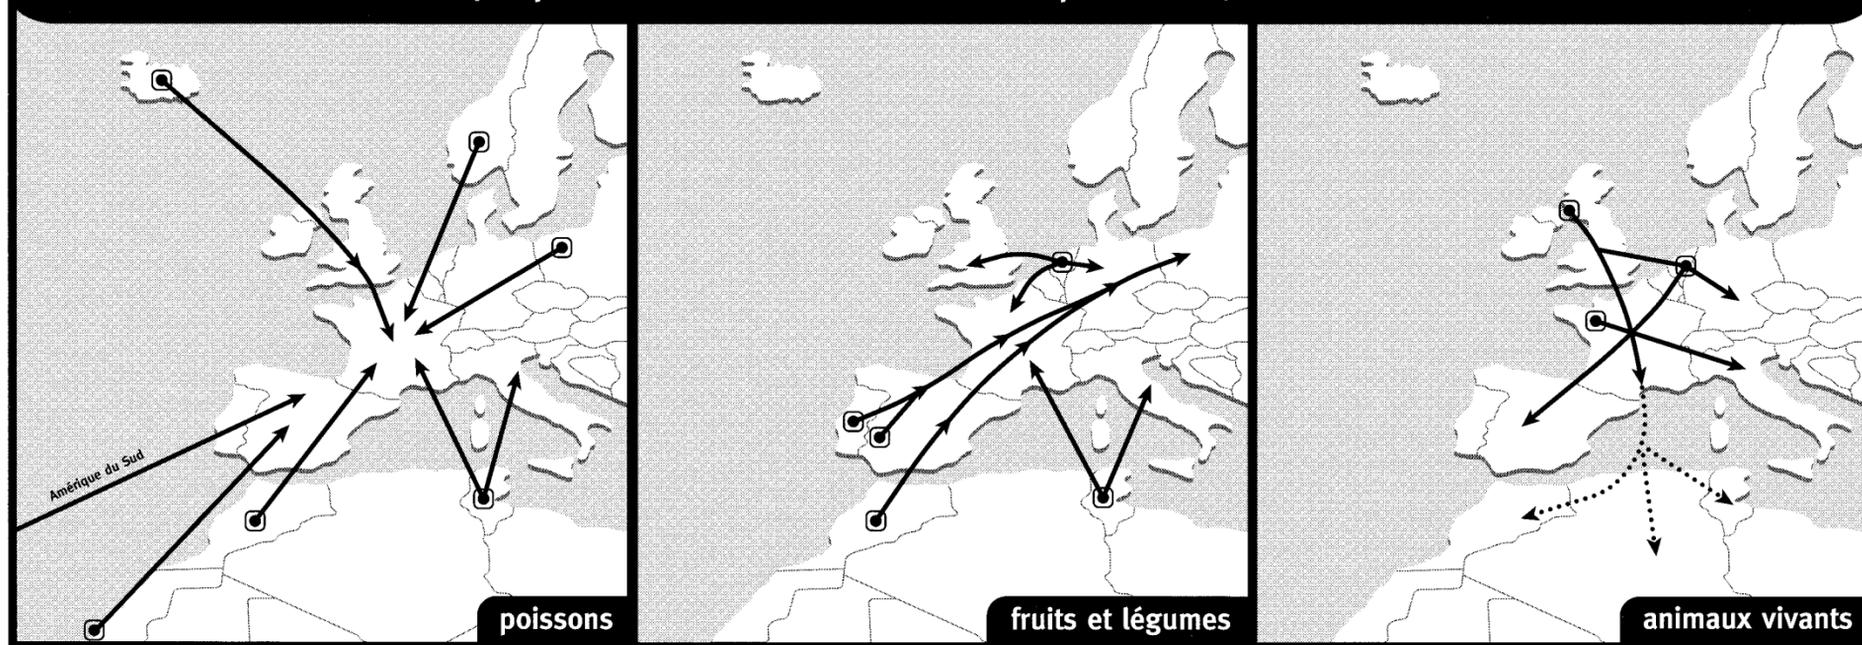 Amérique du Sud
poissons
fruits et légumes
animaux vivants